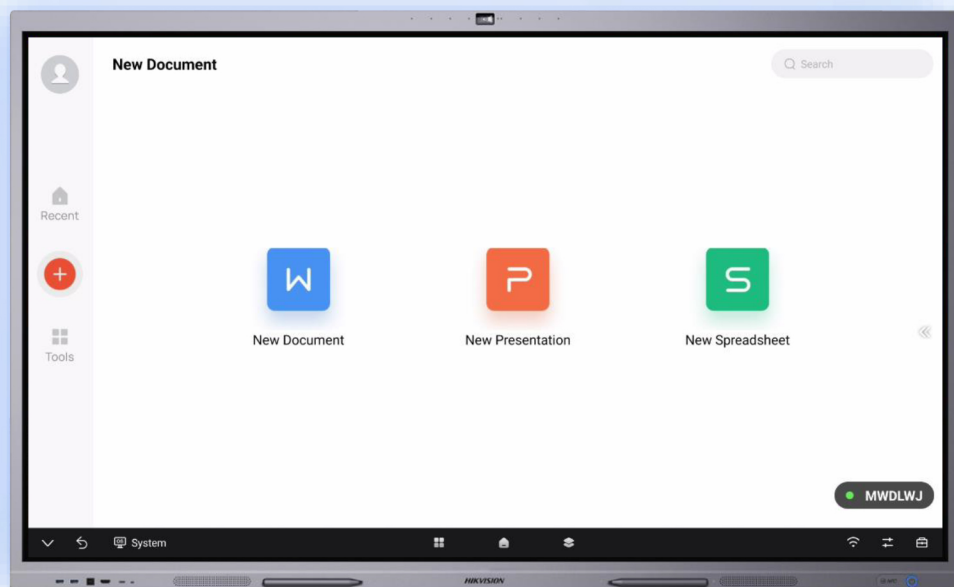 New Document
Search
Recent
W
P
S
New Document
New Presentation
New Spreadsheet
Tools
MWDLWJ
System
HIKVISION